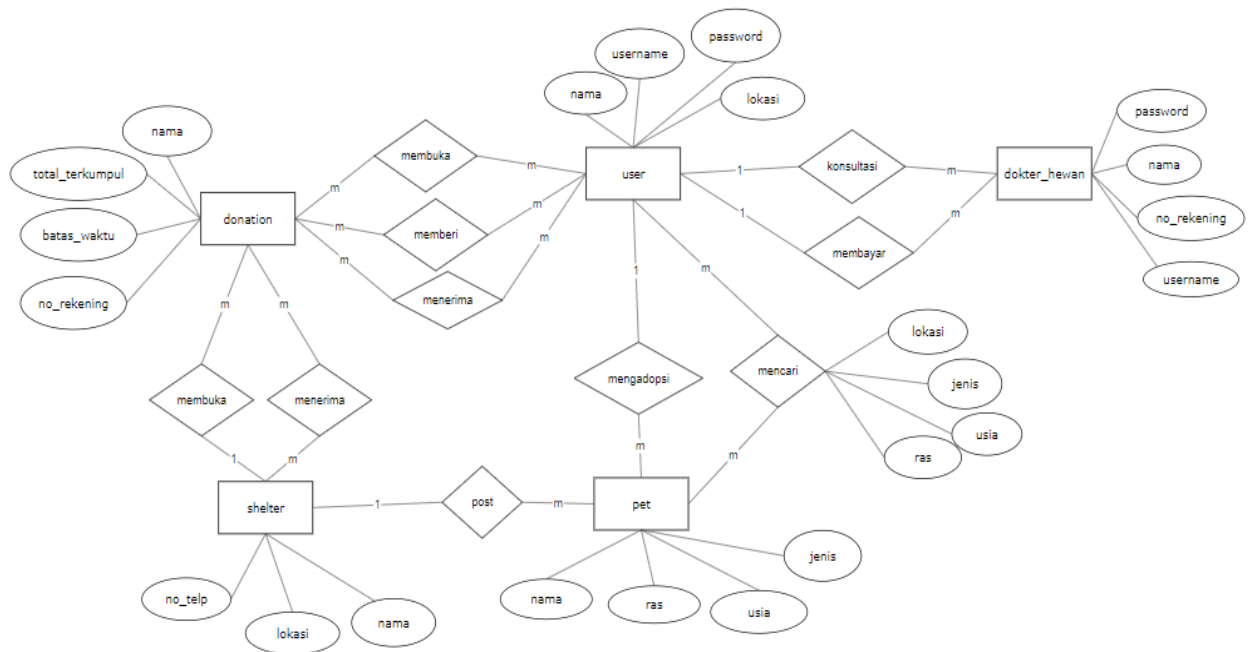 password
username
nama
lokasi
password
nama
membuka
m
m
user
1
konsultasi
m
dokter_hewan
nama
total_terkumpul
donation
m
memberi
m
1
m
no_rekening
batas_waktu
m
membayar
m
menerima
1
m
username
no_rekening
m
m
lokasi
membuka
menerima
mengadopsi
mencari
jenis
usia
1
m
m
m
ras
shelter
1
post
m
pet
jenis
no_telp
lokasi
nama
nama
ras
usia